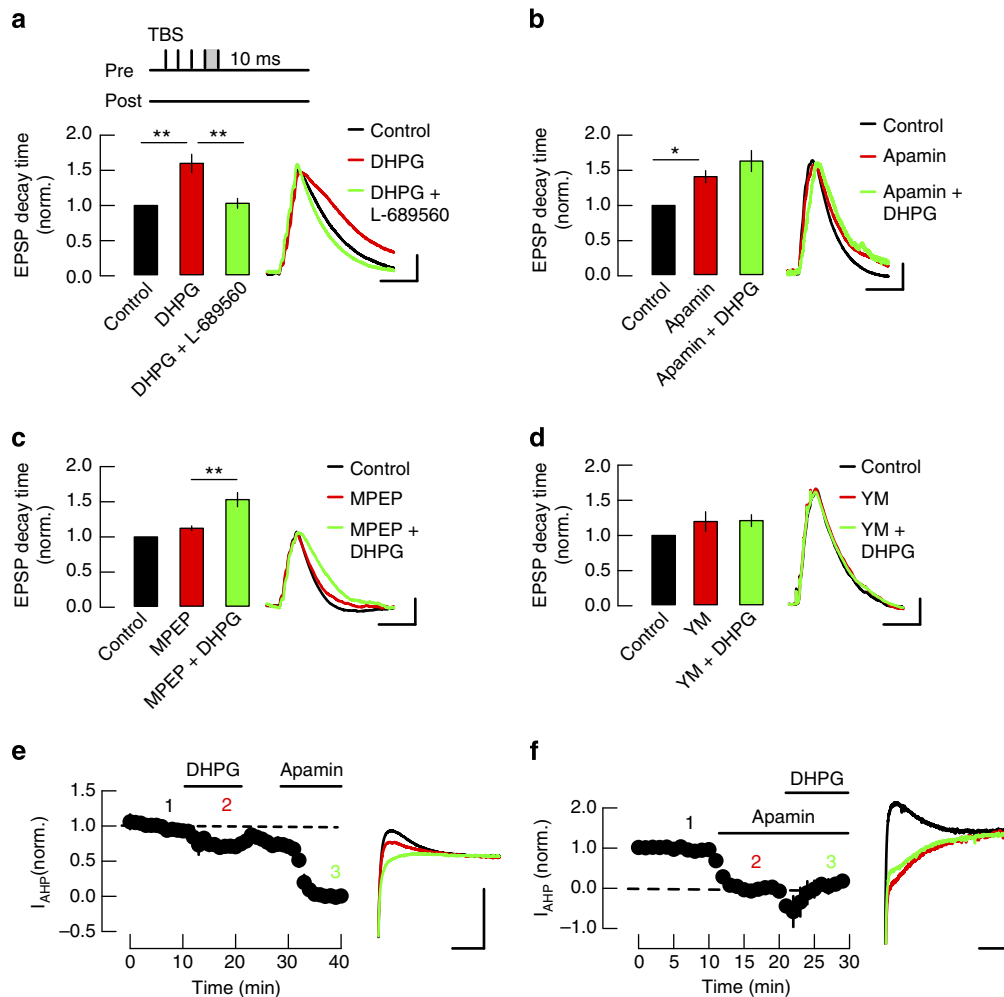 a
TBS
10 ms
Pre
Post
EPSP decay time
(norm.)
2.0
1.5
1.0
0.5
0.0
**
**
Control
DHPG
DHPG + L-689560
Control
DHPG
DHPG +
L-689560
b
EPSP decay time
(norm.)
2.0
1.5
1.0
0.5
0.0
*
Control
Apamin
Apamin + DHPG
Control
Apamin
Apamin +
DHPG
c
EPSP decay time
(norm.)
2.0
1.5
1.0
0.5
0.0
**
Control
MPEP
MPEP + DHPG
Control
MPEP
MPEP +
DHPG
d
EPSP decay time
(norm.)
2.0
1.5
1.0
0.5
0.0
Control
YM
YM + DHPG
Control
YM
YM +
DHPG
e
DHPG
Apamin
IAHP(norm.)
1.5
1.0
0.5
0.0
−0.5
1
2
3
0 10 20 30 40
Time (min)
f
DHPG
Apamin
IAHP (norm.)
2.0
1.0
0.0
−1.0
1
2
3
0 5 10 15 20 25 30
Time (min)